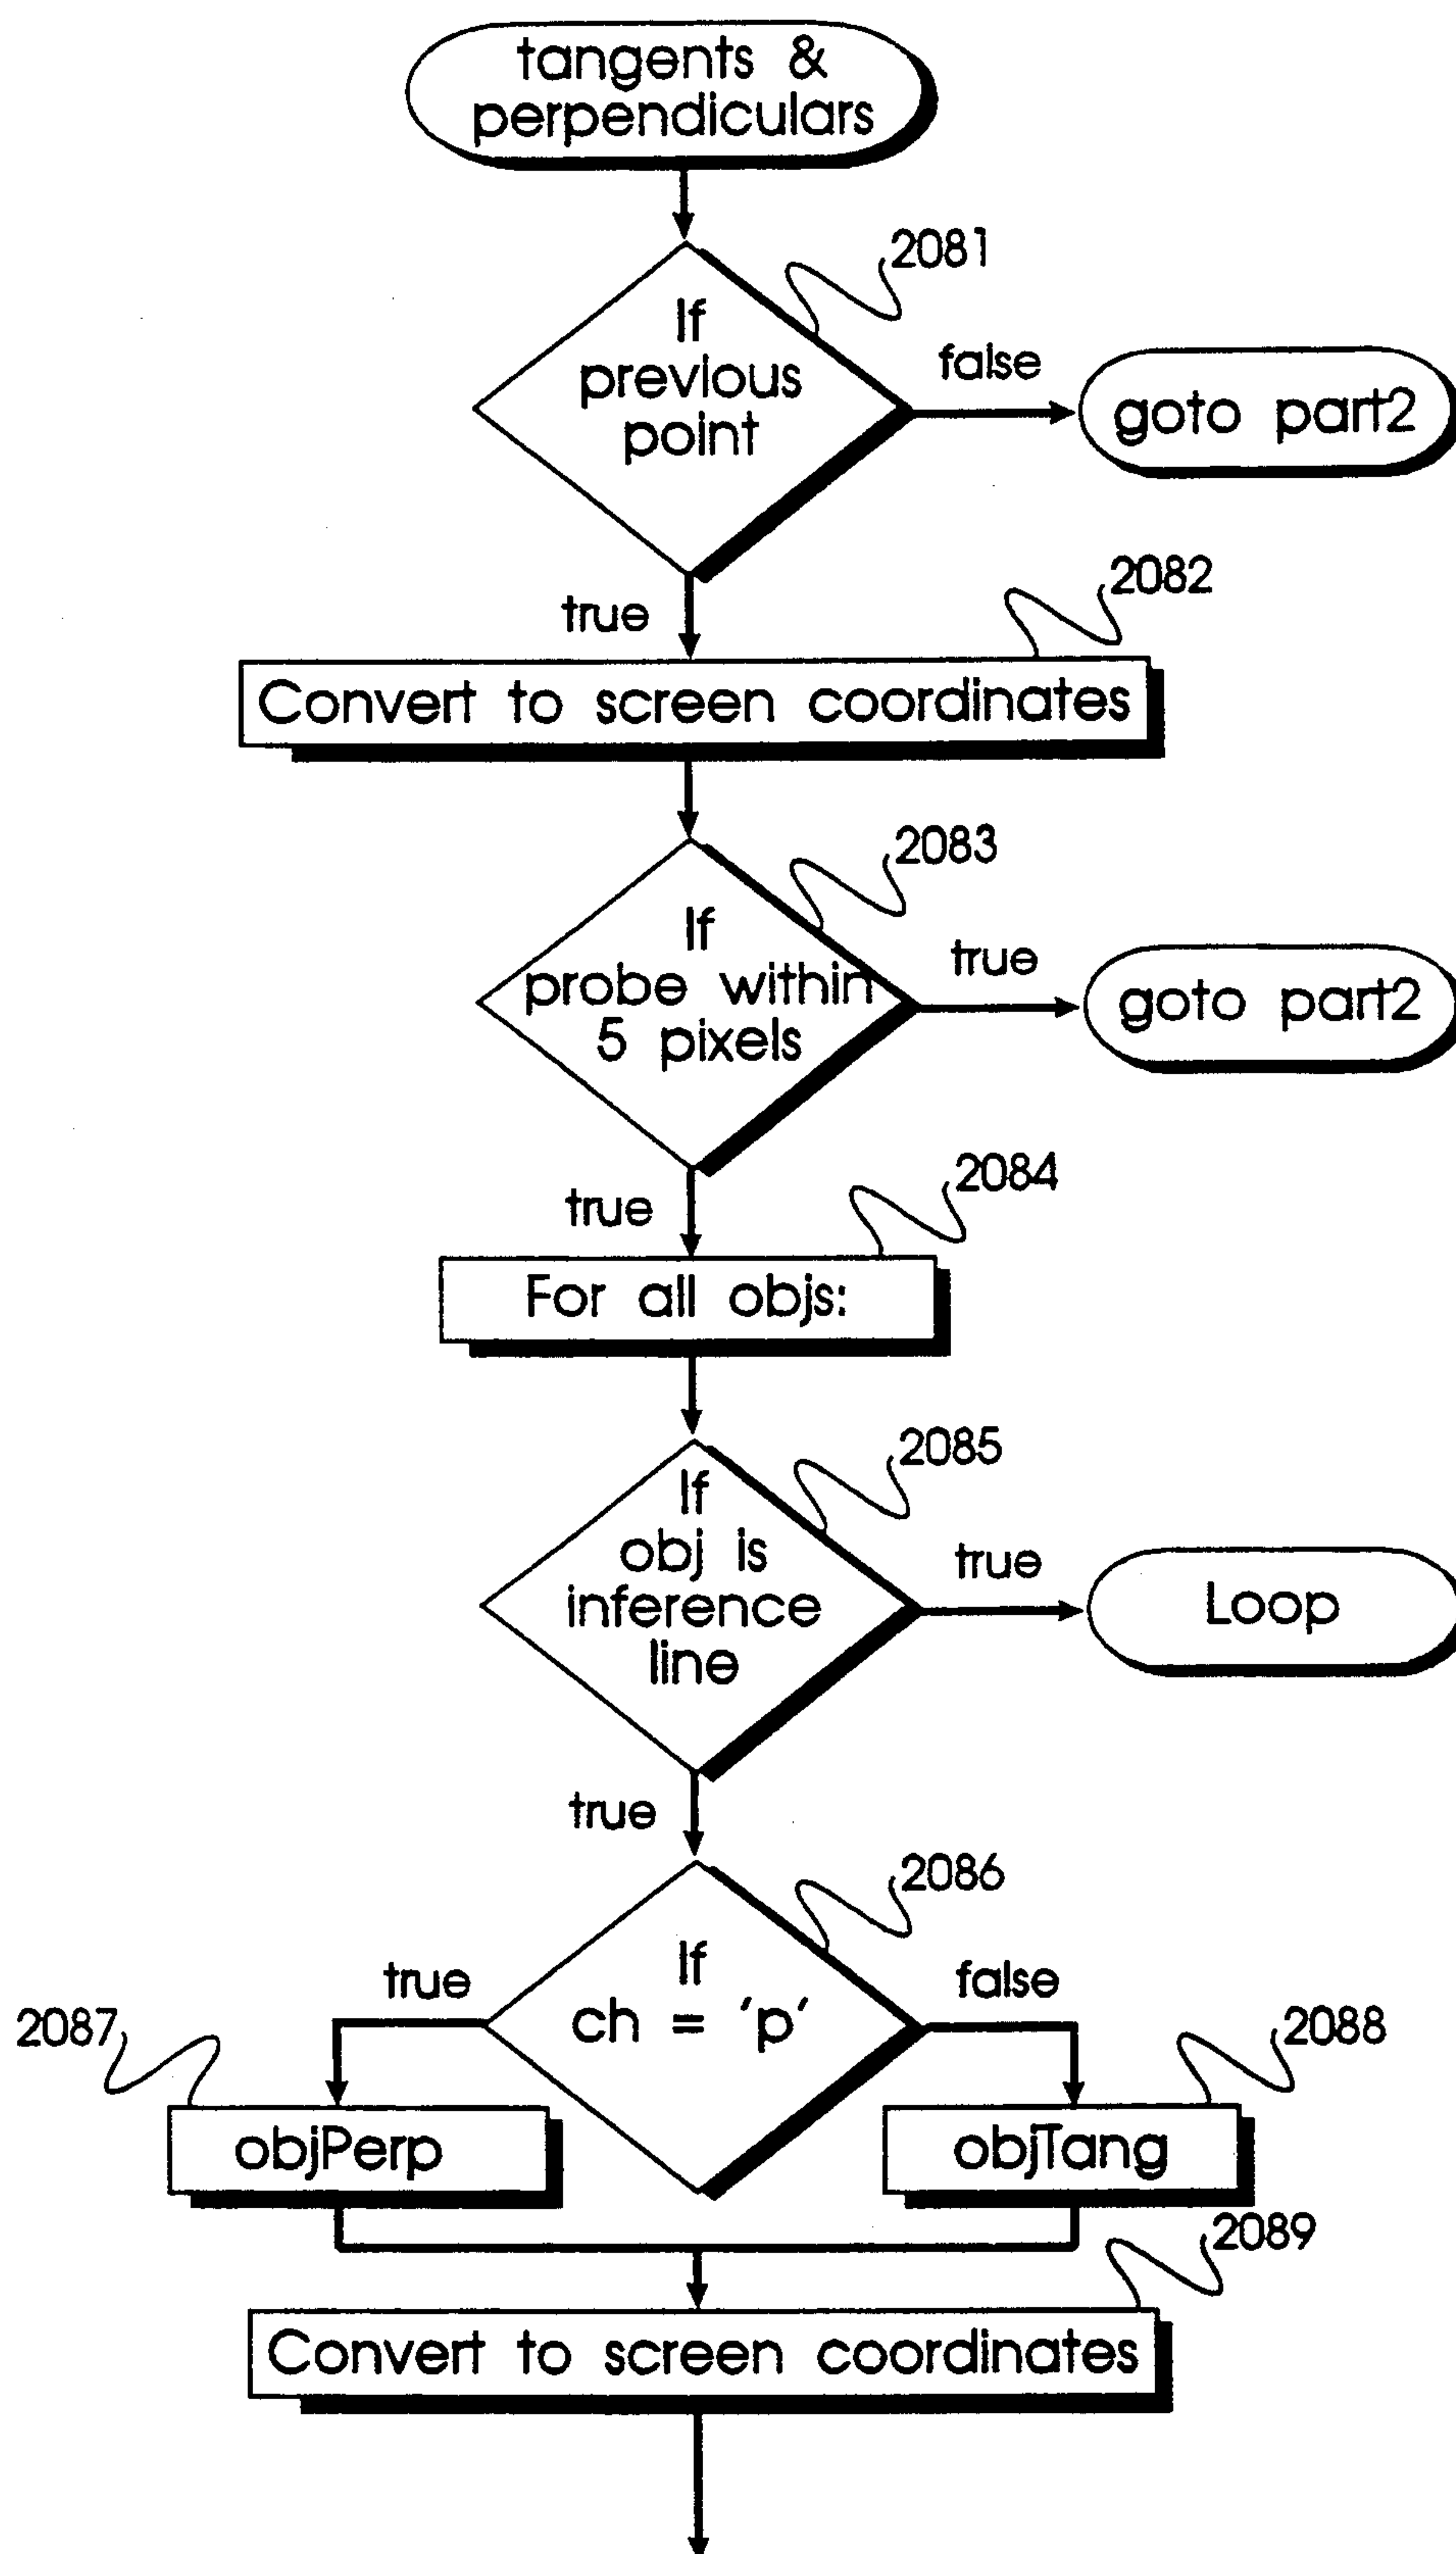 tangents &
perpendiculars
2081
If
previous
point
false
goto part2
true
2082
Convert to screen coordinates
2083
If
probe within
5 pixels
true
goto part2
true
2084
For all objs:
2085
If
obj is
inference
line
true
Loop
true
2086
If
ch = 'p'
true
false
2087
2088
objPerp
objTang
2089
Convert to screen coordinates